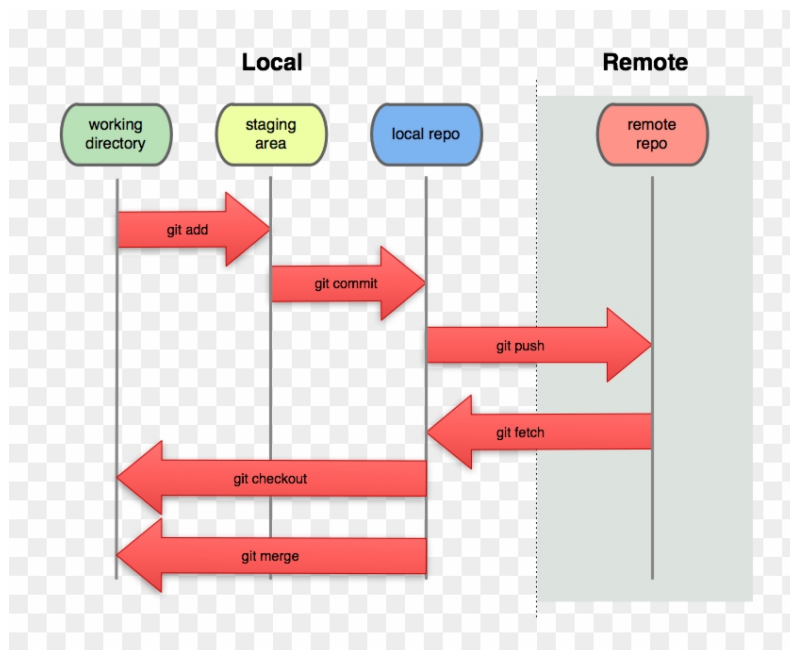 Local
Remote
working
directory
staging
area
local repo
remote
repo
git add
git commit
git push
git fetch
git checkout
git merge